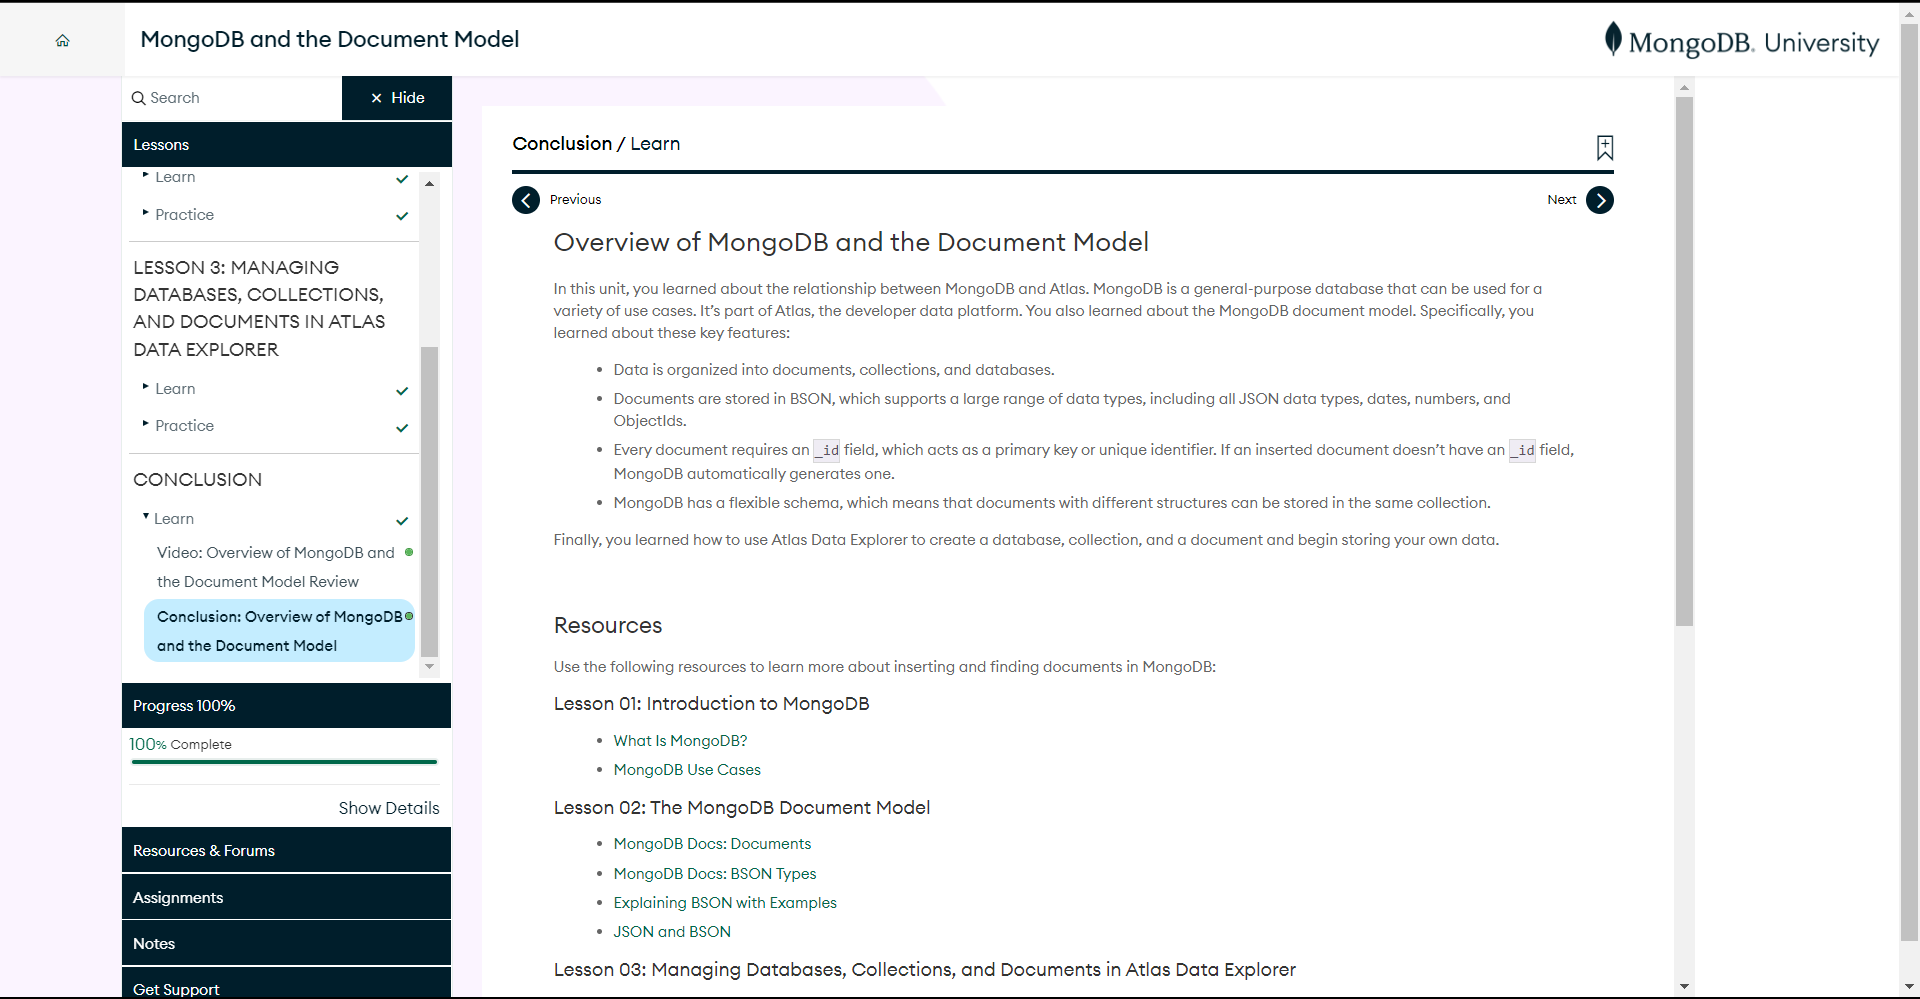 MongoDB and the Document Model
MongoDB. University
Search
Hide
Lessons
Learn
Practice
LESSON 3: MANAGING
DATABASES, COLLECTIONS,
AND DOCUMENTS IN ATLAS
DATA EXPLORER
Learn
Practice
CONCLUSION
Learn
Video: Overview of MongoDB and
the Document Model Review
Conclusion: Overview of MongoDB
and the Document Model
Progress 100%
100% Complete
Show Details
Resources & Forums
Assignments
Notes
Get Support
Conclusion / Learn
Previous
Next
Overview of MongoDB and the Document Model
In this unit, you learned about the relationship between MongoDB and Atlas. MongoDB is a general-purpose database that can be used for a
variety of use cases. It’s part of Atlas, the developer data platform. You also learned about the MongoDB document model. Specifically, you
learned about these key features:
• Data is organized into documents, collections, and databases.
• Documents are stored in BSON, which supports a large range of data types, including all JSON data types, dates, numbers, and
ObjectIds.
• Every document requires an _id field, which acts as a primary key or unique identifier. If an inserted document doesn’t have an _id field,
MongoDB automatically generates one.
• MongoDB has a flexible schema, which means that documents with different structures can be stored in the same collection.
Finally, you learned how to use Atlas Data Explorer to create a database, collection, and a document and begin storing your own data.
Resources
Use the following resources to learn more about inserting and finding documents in MongoDB:
Lesson 01: Introduction to MongoDB
• What Is MongoDB?
• MongoDB Use Cases
Lesson 02: The MongoDB Document Model
• MongoDB Docs: Documents
• MongoDB Docs: BSON Types
• Explaining BSON with Examples
• JSON and BSON
Lesson 03: Managing Databases, Collections, and Documents in Atlas Data Explorer